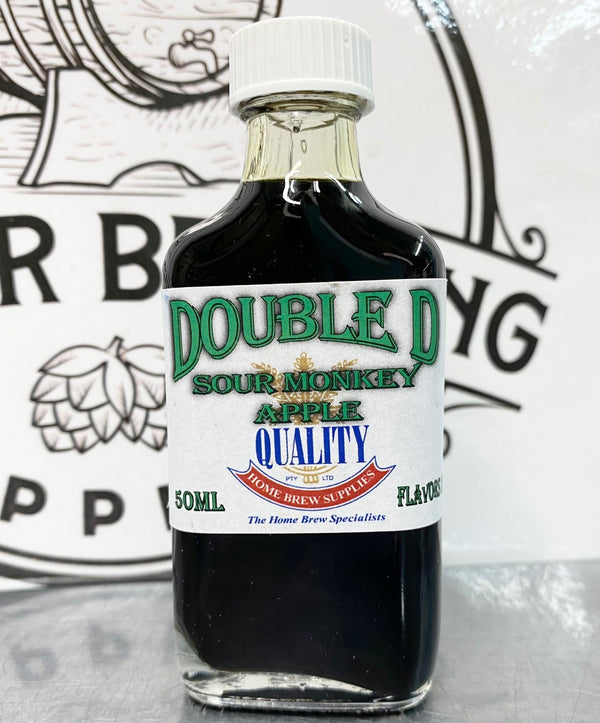 DOUBLE D
SOUR MONKEY
APPLE
QUALITY
PTY LTD
HOME BREW SUPPLIES
50ML
FLAVORS
The Home Brew Specialists